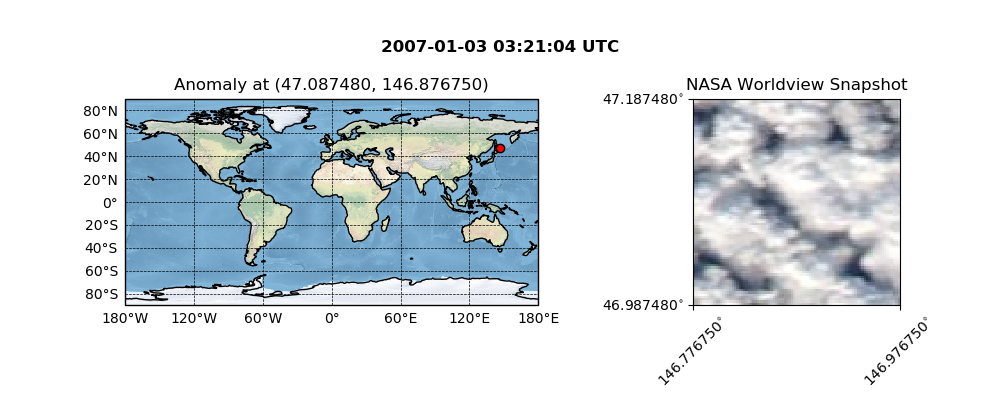 2007-01-03 03:21:04 UTC
Anomaly at (47.087480, 146.876750)
80°N
60°N
40°N
20°N
0°
20°S
40°S
60°S
80°S
180°W 120°W 60°W 0° 60°E 120°E 180°E
NASA Worldview Snapshot
47.187480°
46.987480°
146.776750°
146.976750°